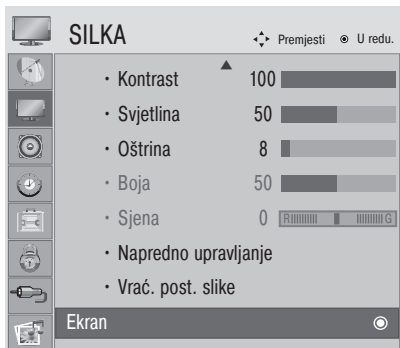 SILKA Premjesti U redu.
• Kontrast 100
• Svjetlina 50
• Oštrina 8
• Boja 50
• Sjena 0 R G
• Napredno upravljanje
• Vrać. post. slike
Ekran